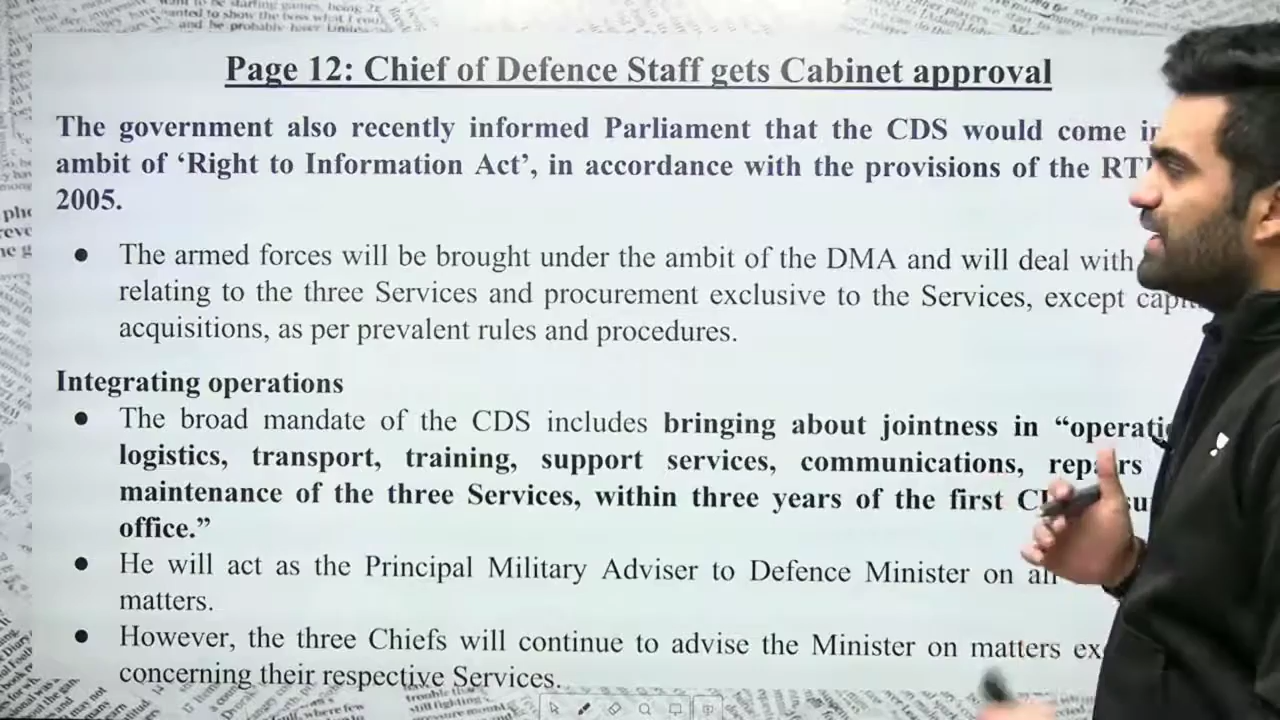 Page 12: Chief of Defence Staff gets Cabinet approval
The government also recently informed Parliament that the CDS would come
ambit of ‘Right to Information Act’, in accordance with the provisions of the
2005.
● The armed forces will be brought under the ambit of the DMA and will deal with
relating to the three Services and procurement exclusive to the Services, except
acquisitions, as per prevalent rules and procedures.
Integrating operations
● The broad mandate of the CDS includes bringing about jointness in
logistics, transport, training, support services, communications, repairs
maintenance of the three Services, within three years of the first
office.”
● He will act as the Principal Military Adviser to Defence Minister on all
matters.
● However, the three Chiefs will continue to advise the Minister on matters
concerning their respective Services.